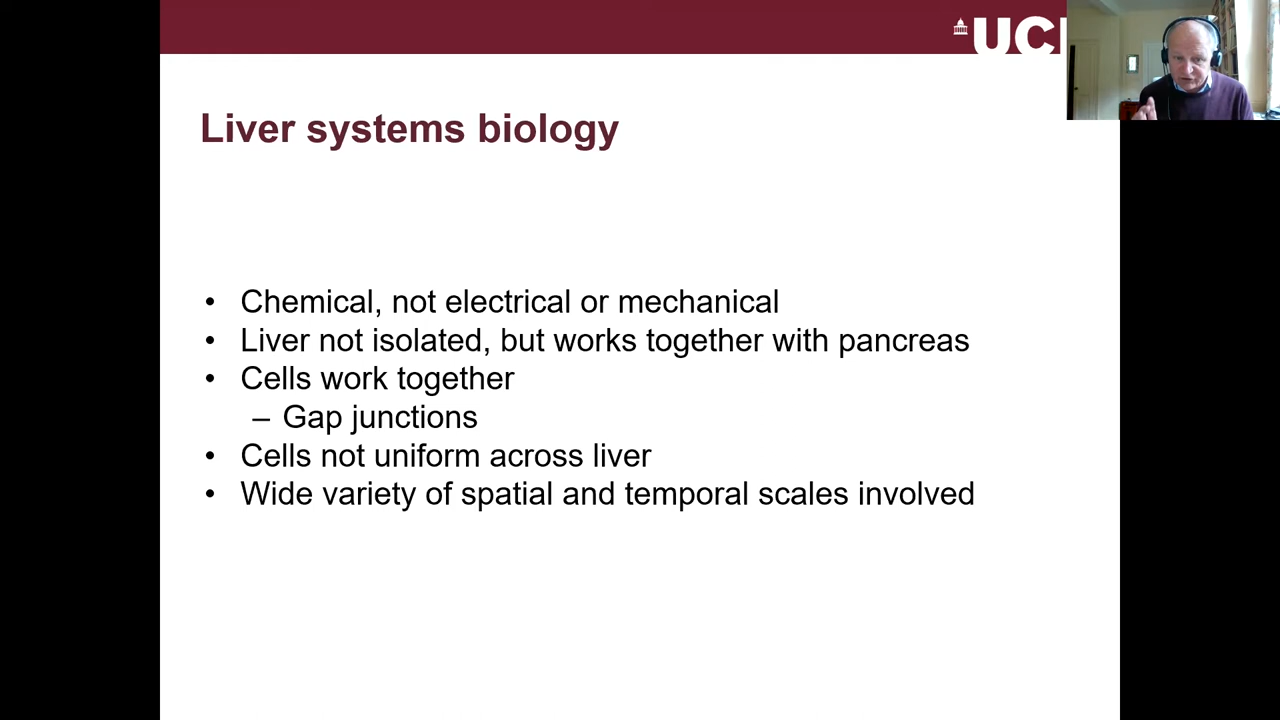 UC
Liver systems biology
• Chemical, not electrical or mechanical
• Liver not isolated, but works together with pancreas
• Cells work together
– Gap junctions
• Cells not uniform across liver
• Wide variety of spatial and temporal scales involved